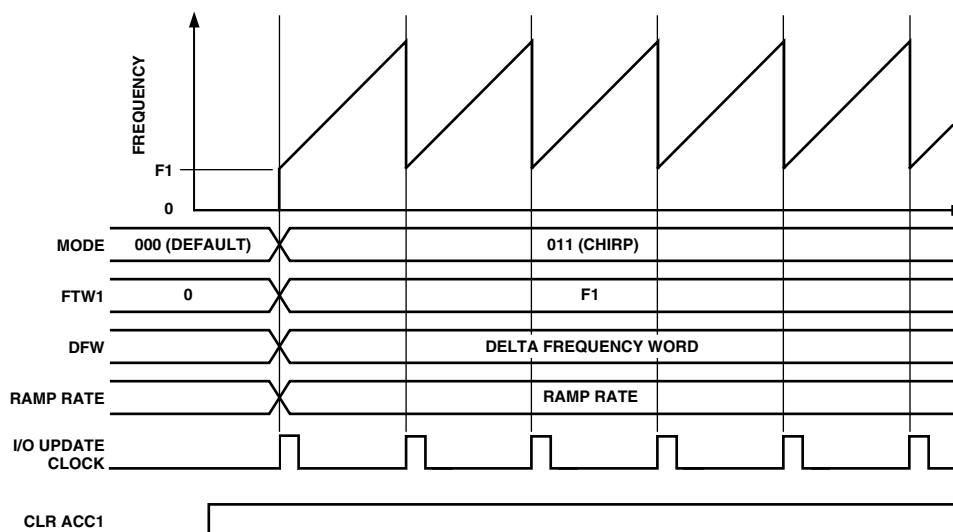 FREQUENCY
F1
0
MODE
000 (DEFAULT)
011 (CHIRP)
FTW1
0
F1
DFW
DELTA FREQUENCY WORD
RAMP RATE
RAMP RATE
I/O UPDATE
CLOCK
CLR ACC1